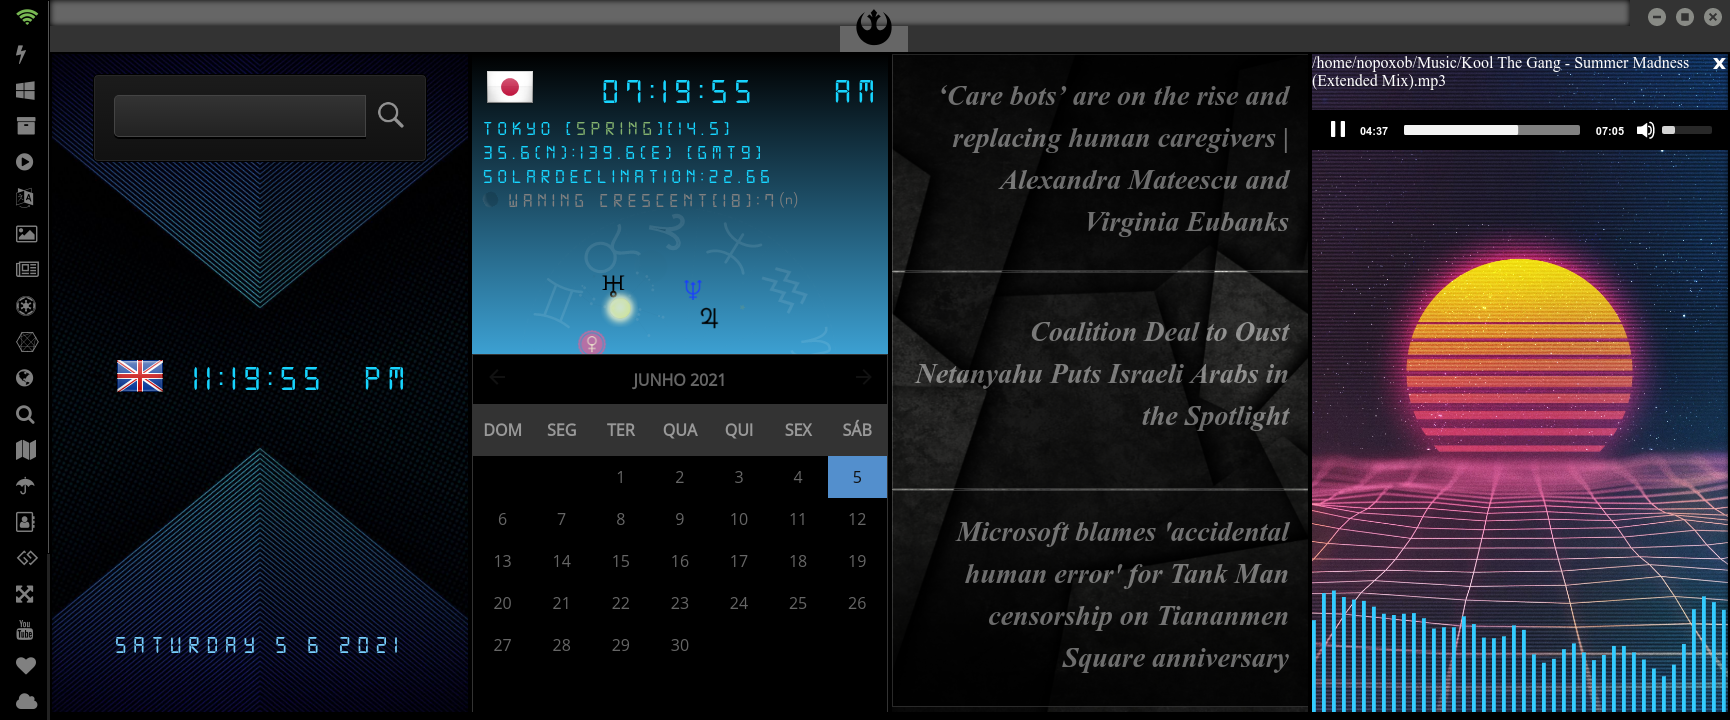 07:19:55 AM
TOKYO [SPRING][14.5]
35.6(N):139.6(E) [GMT9]
SOLARDECLINATION:22.66
WANING CRESCENT[18]:7(n)
11:19:55 PM
SATURDAY 5 6 2021
JUNHO 2021
DOM SEG TER QUA QUI SEX SÁB
1 2 3 4 5
6 7 8 9 10 11 12
13 14 15 16 17 18 19
20 21 22 23 24 25 26
27 28 29 30
‘Care bots’ are on the rise and
replacing human caregivers |
Alexandra Mateescu and
Virginia Eubanks
Coalition Deal to Oust
Netanyahu Puts Israeli Arabs in
the Spotlight
Microsoft blames 'accidental
human error' for Tank Man
censorship on Tiananmen
Square anniversary
/home/nopoxob/Music/Kool The Gang - Summer Madness
(Extended Mix).mp3
x
04:37 07:05
You
Tube